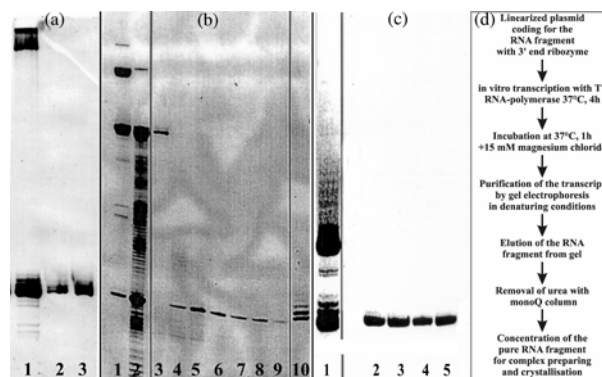 (a)
1 2 3
(b)
1 2 3 4 5 6 7 8 9 10
(c)
1 2 3 4 5
(d)
Linearized plasmid
coding for the
RNA fragment
with 3' end ribozyme
in vitro transcription with T
RNA-polymerase 37°C, 4h
Incubation at 37°C, 1h
+15 mM magnesium chloride
Purification of the transcrip
by gel electrophoresis
in denaturing conditions
Elution of the RNA
fragment from gel
Removal of urea with
monoQ column
Concentration of the
pure RNA fragment
for complex preparing
and crystallisation